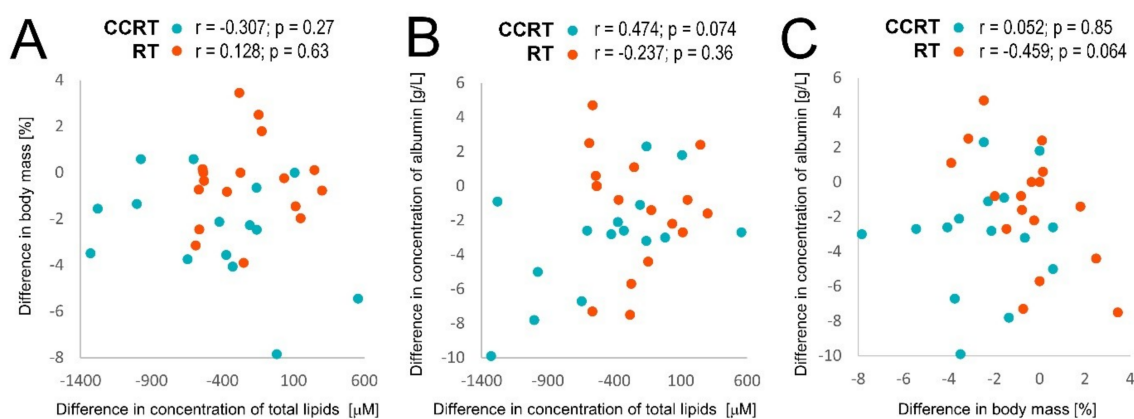 A
CCRT r = -0.307; p = 0.27
RT r = 0.128; p = 0.63
Difference in body mass [%]
4
2
0
-2
-4
-6
-8
-1400 -900 -400 100 600
Difference in concentration of total lipids [µM]
B
CCRT r = 0.474; p = 0.074
RT r = -0.237; p = 0.36
Difference in concentration of albumin [g/L]
6
4
2
0
-2
-4
-6
-8
-10
-1400 -900 -400 100 600
Difference in concentration of total lipids [µM]
C
CCRT r = 0.052; p = 0.85
RT r = -0.459; p = 0.064
Difference in concentration of albumin [g/L]
6
4
2
0
-2
-4
-6
-8
-10
-8 -6 -4 -2 0 2 4
Difference in body mass [%]